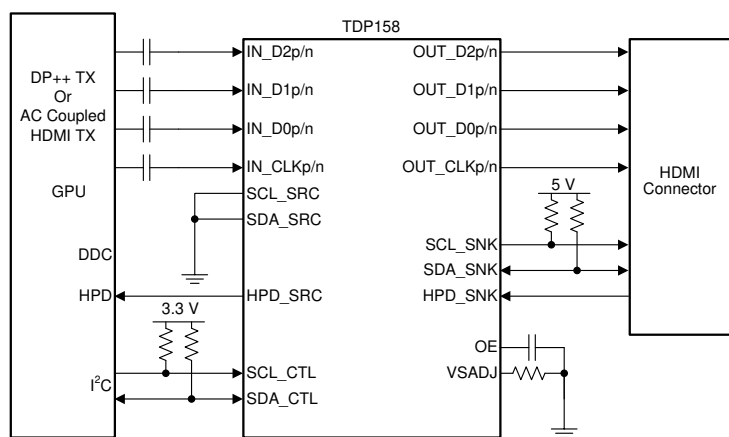 TDP158
DP++ TX
Or
AC Coupled
HDMI TX
GPU
DDC
HPD
I²C
3.3 V
IN_D2p/n
IN_D1p/n
IN_D0p/n
IN_CLKp/n
SCL_SRC
SDA_SRC
HPD_SRC
SCL_CTL
SDA_CTL
OUT_D2p/n
OUT_D1p/n
OUT_D0p/n
OUT_CLKp/n
SCL_SNK
SDA_SNK
HPD_SNK
OE
VSADJ
5 V
HDMI
Connector